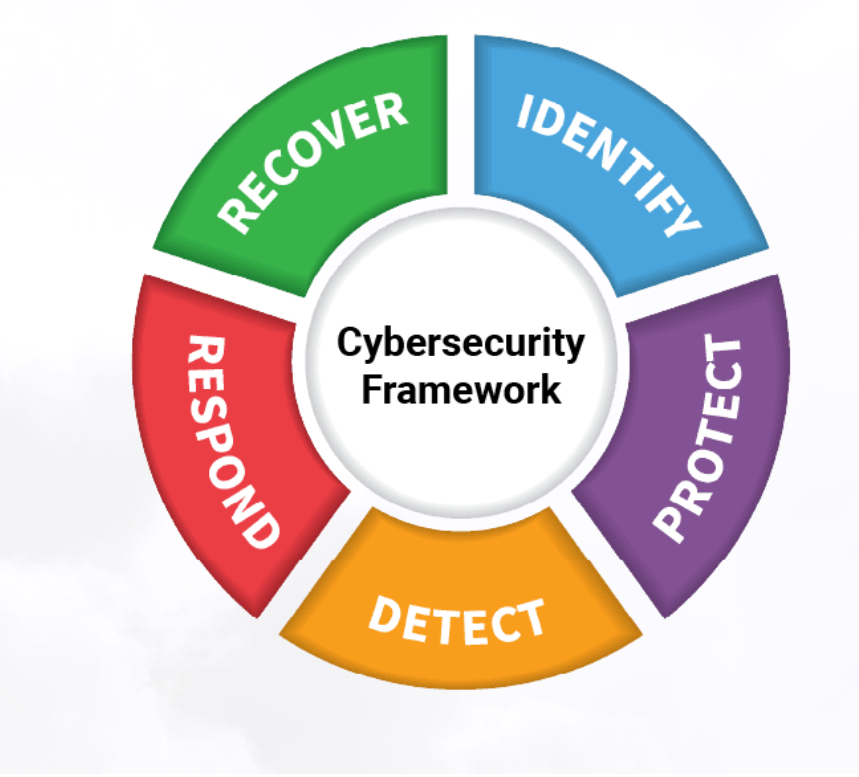 RECOVER
IDENTIFY
Cybersecurity
Framework
RESPOND
PROTECT
DETECT